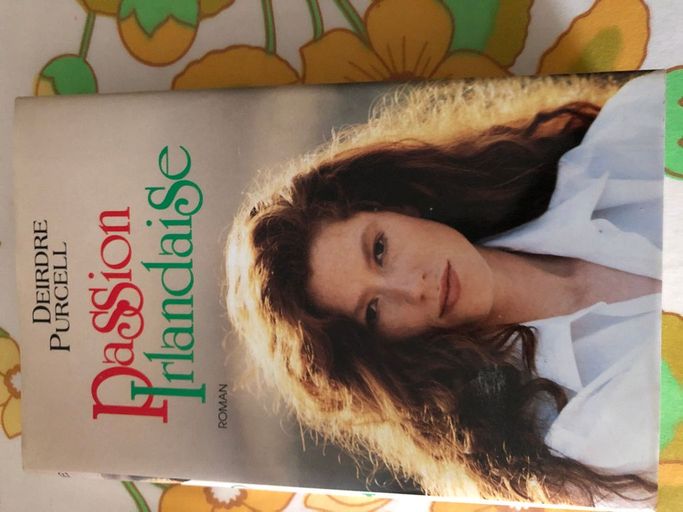 DEIRDRE
PURCELL
Passion
Irlandaise
ROMAN